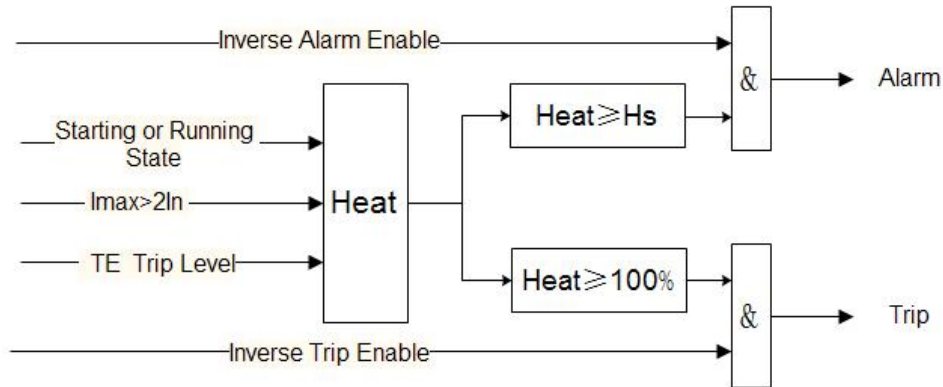 Inverse Alarm Enable
&
Alarm
Heat≥Hs
Starting or Running
State
Imax>2In
Heat
TE Trip Level
Heat≥100%
&
Trip
Inverse Trip Enable